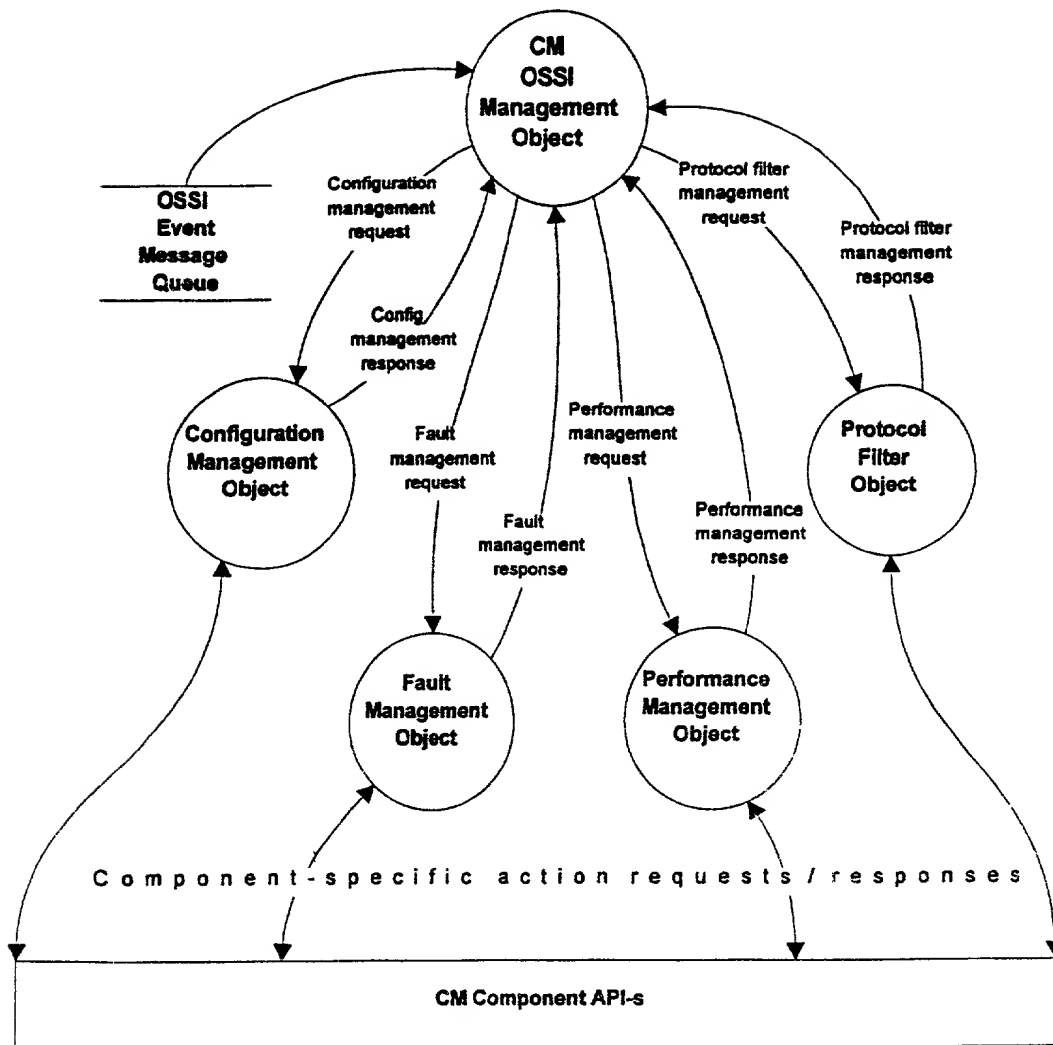 CM
OSSI
Management
Object
OSSI
Event
Message
Queue
Configuration
management
request
Protocol filter
management
request
Protocol filter
management
response
Config
management
response
Configuration
Management
Object
Fault
management
request
Performance
management
request
Protocol
Filter
Object
Fault
management
response
Performance
management
response
Fault
Management
Object
Performance
Management
Object
Component-specific action requests/responses
CM Component API-s